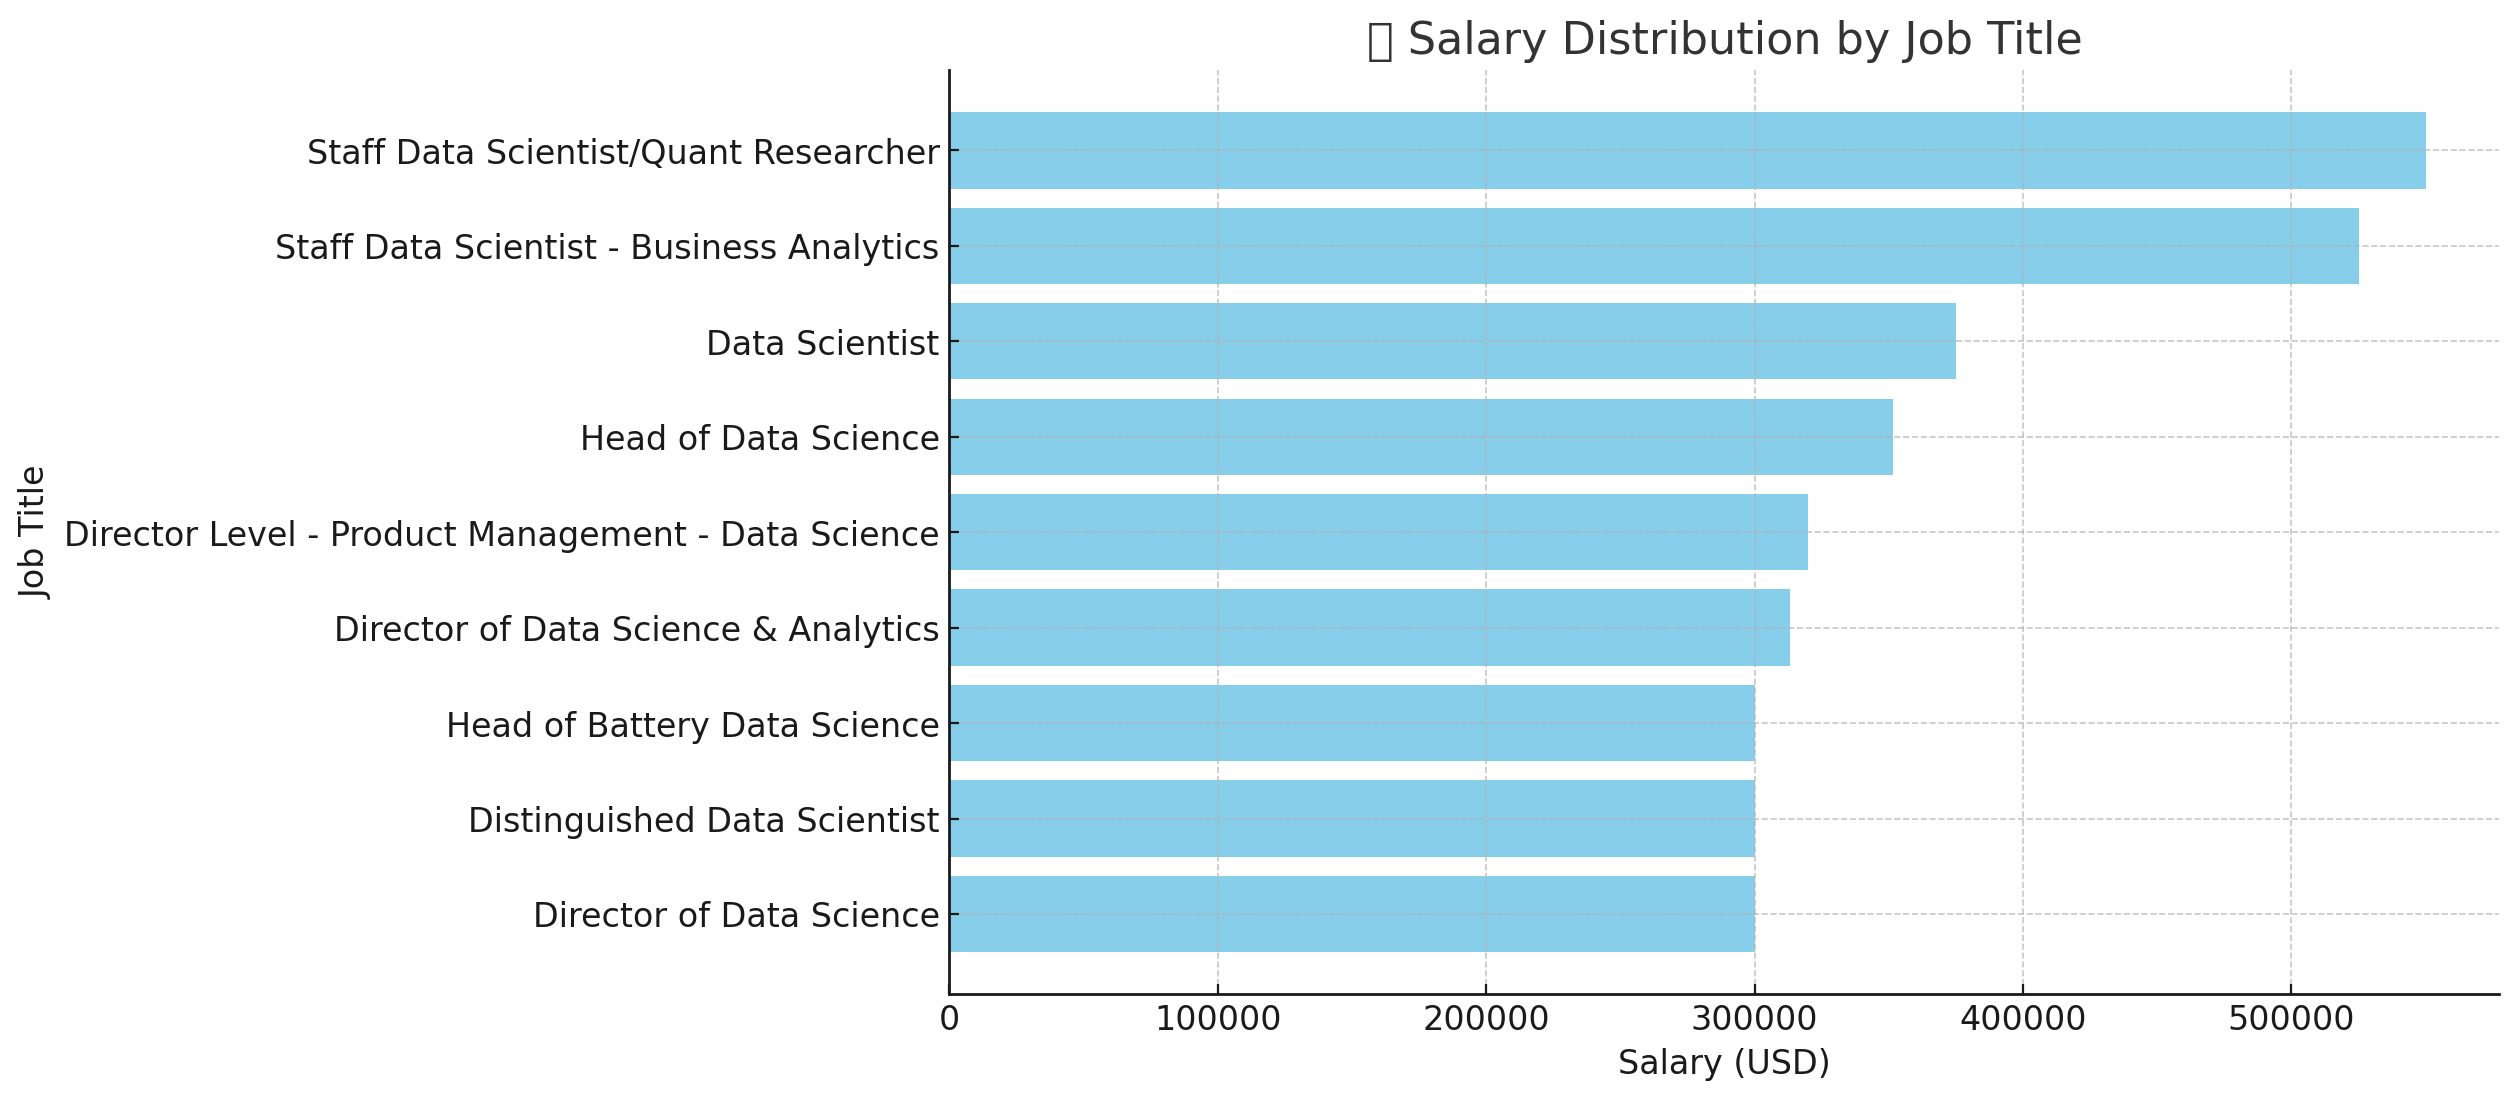 Salary Distribution by Job Title
Staff Data Scientist/Quant Researcher
Staff Data Scientist - Business Analytics
Data Scientist
Head of Data Science
Director Level - Product Management - Data Science
Director of Data Science & Analytics
Head of Battery Data Science
Distinguished Data Scientist
Director of Data Science
Job Title
0 100000 200000 300000 400000 500000
Salary (USD)